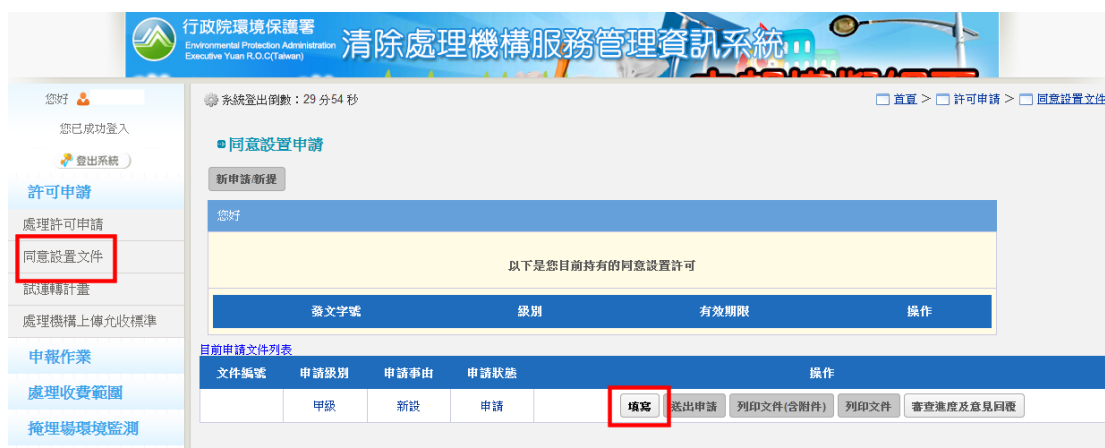 行政院環境保護署
Environmental Protection Administration
Executive Yuan R.O.C(Taiwan)
清除處理機構服務管理資訊系統
您好
您已成功登入
登出系統
許可申請
處理許可申請
同意設置文件
試運轉計畫
處理機構上傳允收標準
申報作業
處理收費範圍
掩埋場環境監測
系統登出倒數：29 分54 秒
首頁 > 許可申請 > 同意設置文件
同意設置申請
新申請/新提
您好
以下是您目前持有的同意設置許可
發文字號 級別 有效期限 操作
目前申請文件列表
文件編號 申請級別 申請事由 申請狀態 操作
甲級 新設 申請 填寫 送出申請 列印文件(含附件) 列印文件 審查進度及意見回覆